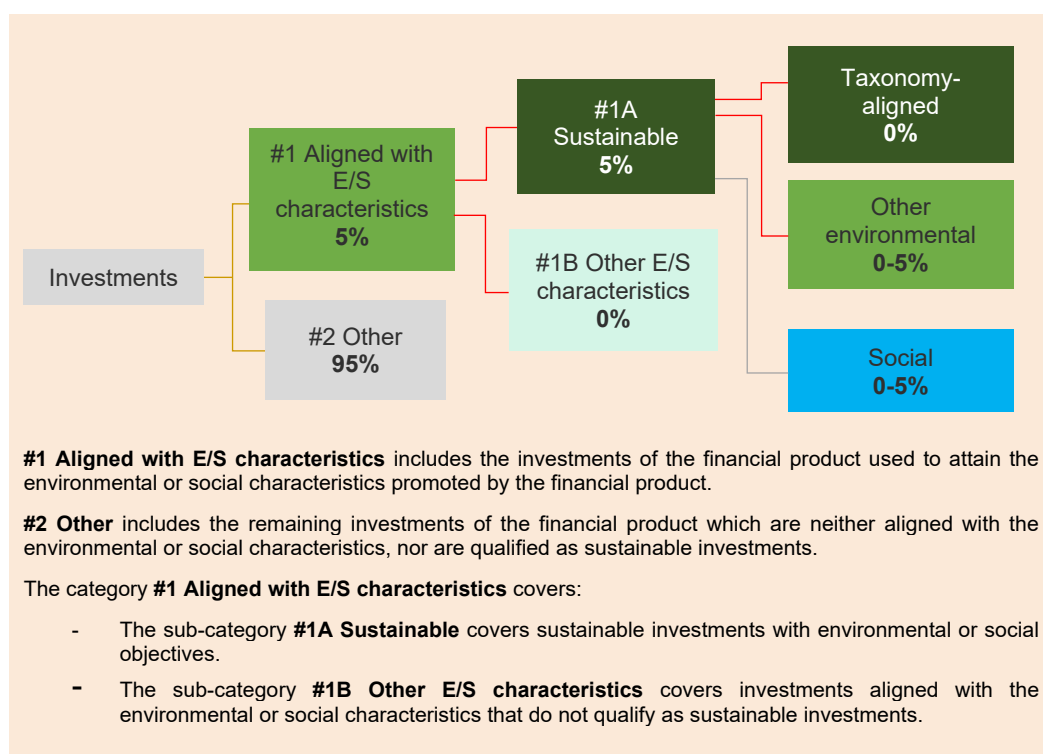 Investments
#1 Aligned with
E/S
characteristics
5%
#2 Other
95%
#1A
Sustainable
5%
#1B Other E/S
characteristics
0%
Taxonomy-
aligned
0%
Other
environmental
0-5%
Social
0-5%
#1 Aligned with E/S characteristics includes the investments of the financial product used to attain the
environmental or social characteristics promoted by the financial product.
#2 Other includes the remaining investments of the financial product which are neither aligned with the
environmental or social characteristics, nor are qualified as sustainable investments.
The category #1 Aligned with E/S characteristics covers:
- The sub-category #1A Sustainable covers sustainable investments with environmental or social
objectives.
- The sub-category #1B Other E/S characteristics covers investments aligned with the
environmental or social characteristics that do not qualify as sustainable investments.